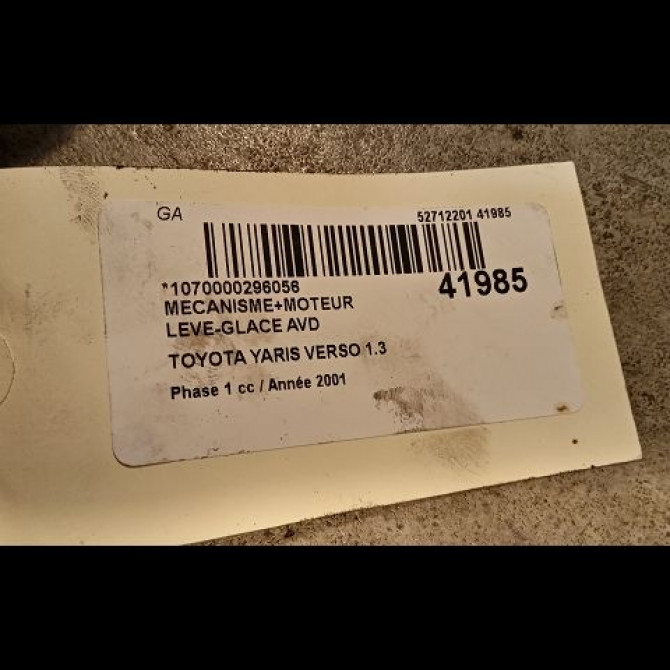 GA 52712201 41985
*1070000296056 41985
MECANISME+MOTEUR
LEVE-GLACE AVD
TOYOTA YARIS VERSO 1.3
Phase 1 cc / Année 2001